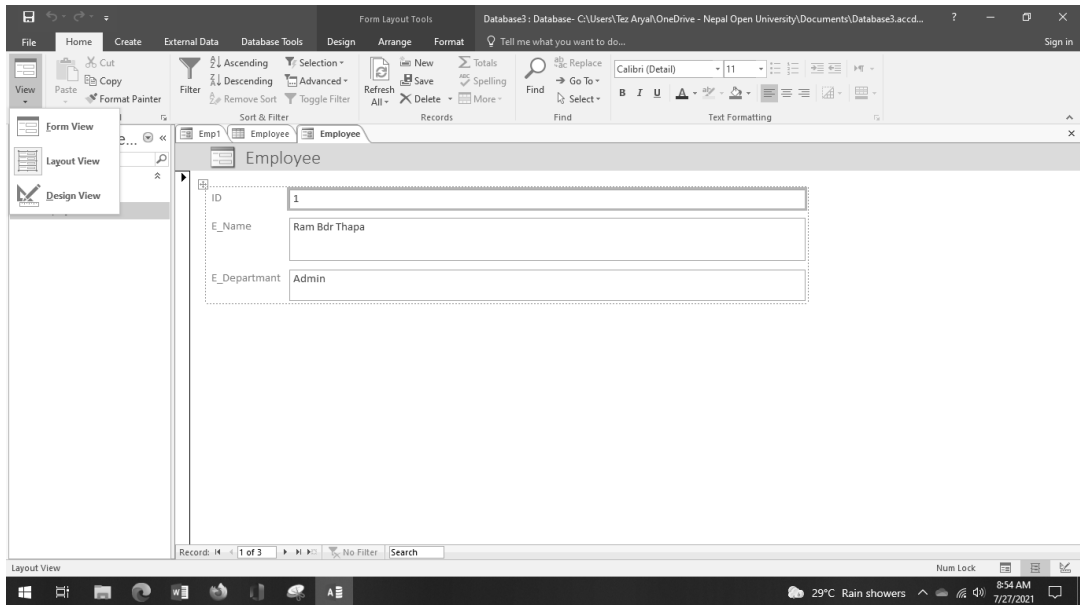 Form Layout Tools
Database3 : Database- C:\Users\Tez Aryal\OneDrive - Nepal Open University\Documents\Database3.accd...
?
File Home Create External Data Database Tools Design Arrange Format Tell me what you want to do... Sign in
View
Paste
Cut
Copy
Format Painter
Filter
Ascending
Descending
Remove Sort
Selection
Advanced
Toggle Filter
Sort & Filter
Refresh All
New
Save
Delete
Totals
Spelling
More
Records
Find
Replace
Go To
Select
Find
Calibri (Detail) 11
B I U A
Text Formatting
Form View
Layout View
Design View
Emp1 Employee Employee
Employee
ID 1
E_Name Ram Bdr Thapa
E_Departmant Admin
Record: 1 of 3 No Filter Search
Layout View Num Lock
29°C Rain showers
8:54 AM
7/27/2021